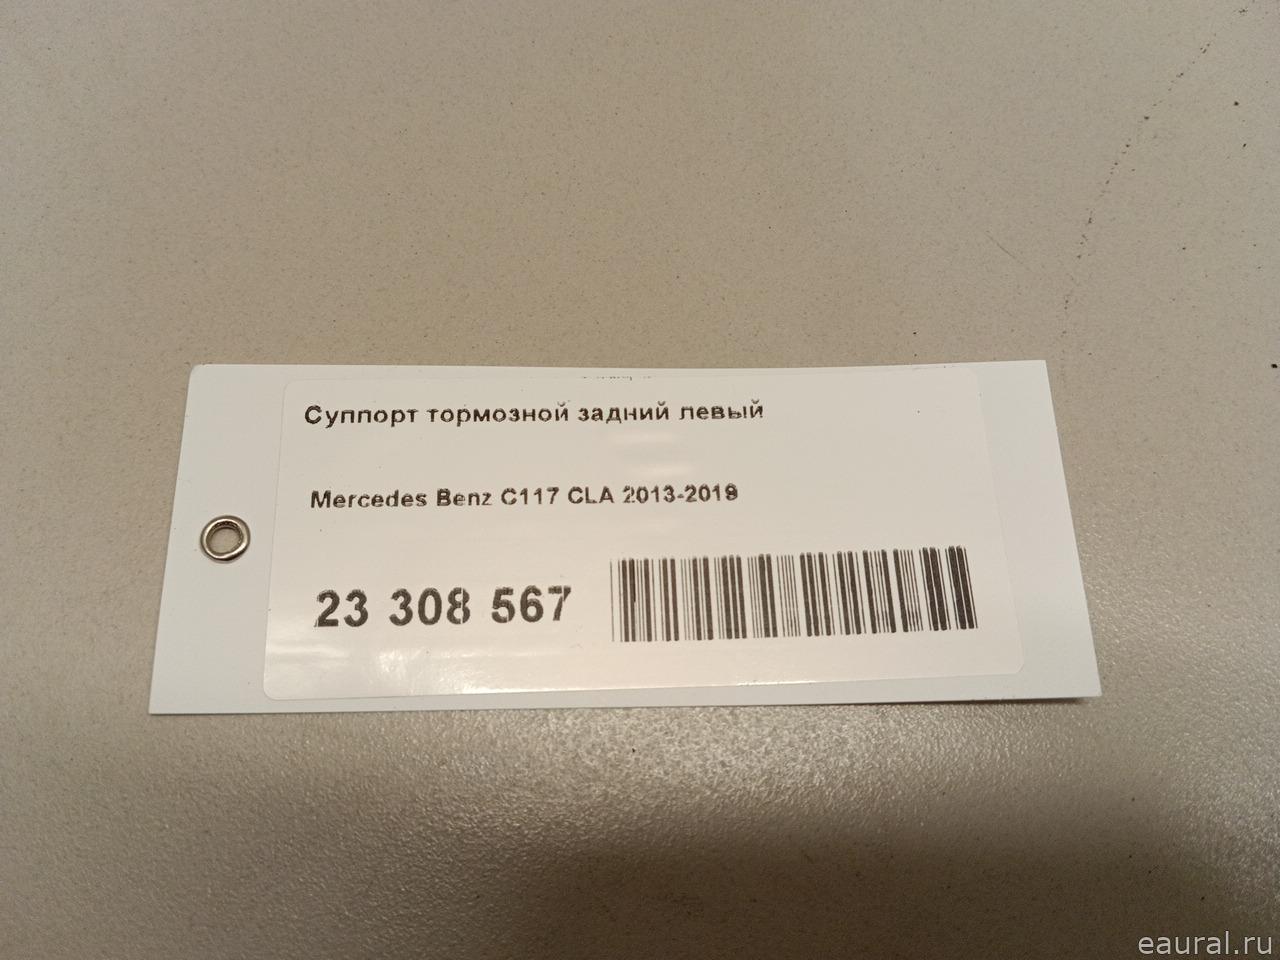 Суппорт тормозной задний левый
Mercedes Benz C117 CLA 2013-2019
23 308 567
eaural.ru